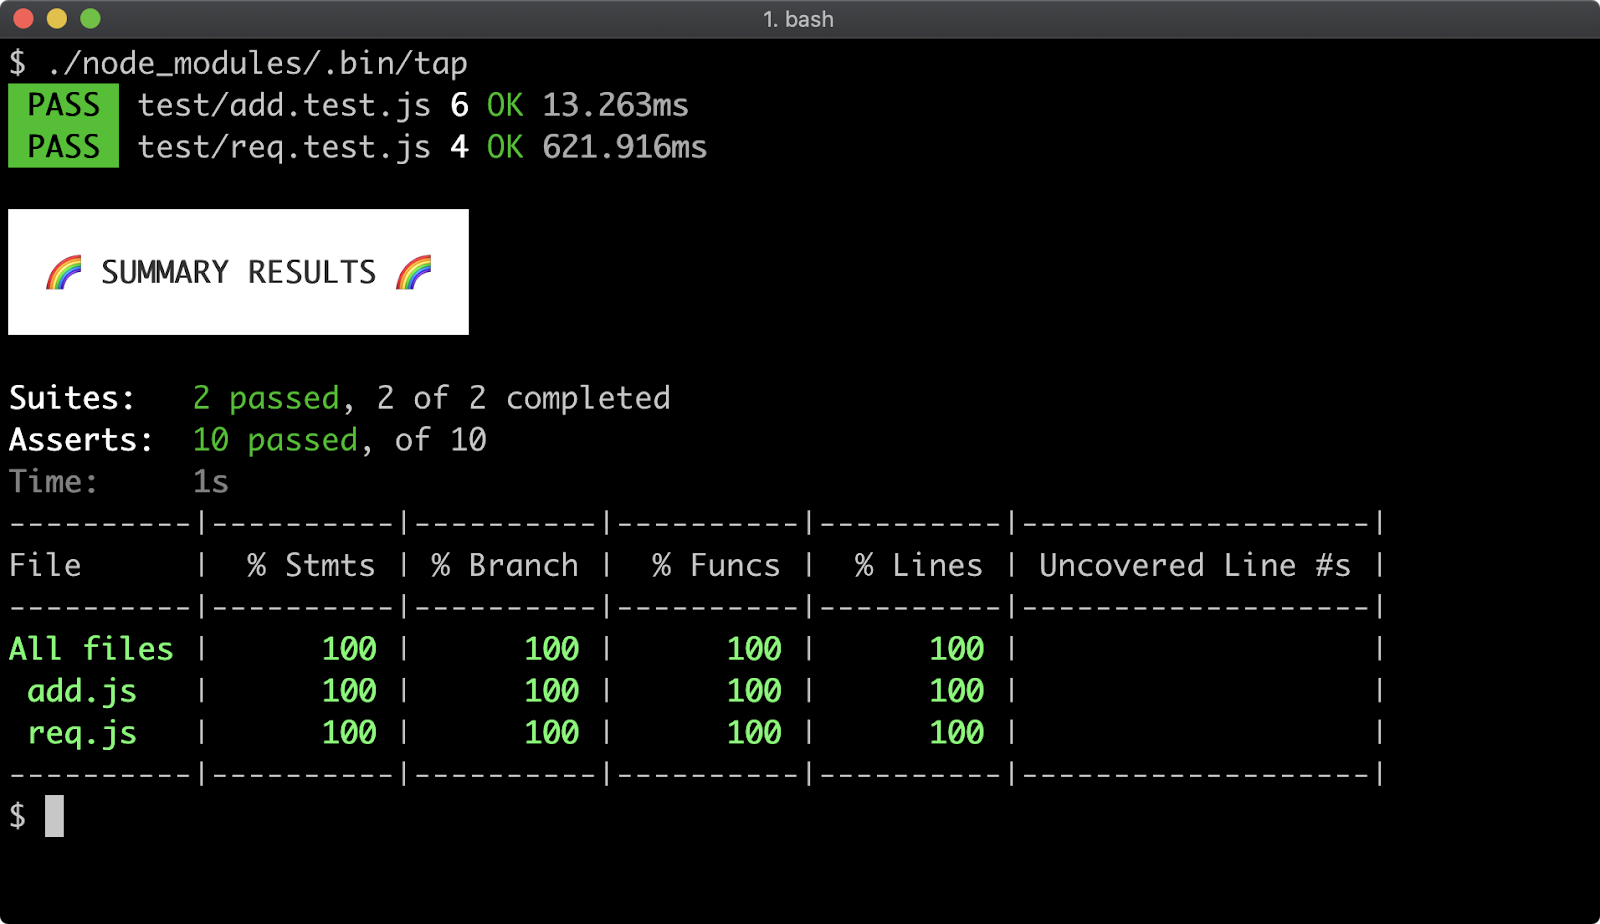 1. bash
$ ./node_modules/.bin/tap
PASS test/add.test.js 6 OK 13.263ms
PASS test/req.test.js 4 OK 621.916ms
🌈 SUMMARY RESULTS 🌈
Suites:   2 passed, 2 of 2 completed
Asserts:  10 passed, of 10
Time:     1s
----------|----------|----------|----------|----------|-------------------|
File      |  % Stmts | % Branch |  % Funcs |  % Lines | Uncovered Line #s |
----------|----------|----------|----------|----------|-------------------|
All files |      100 |      100 |      100 |      100 |                   |
 add.js   |      100 |      100 |      100 |      100 |                   |
 req.js   |      100 |      100 |      100 |      100 |                   |
----------|----------|----------|----------|----------|-------------------|
$